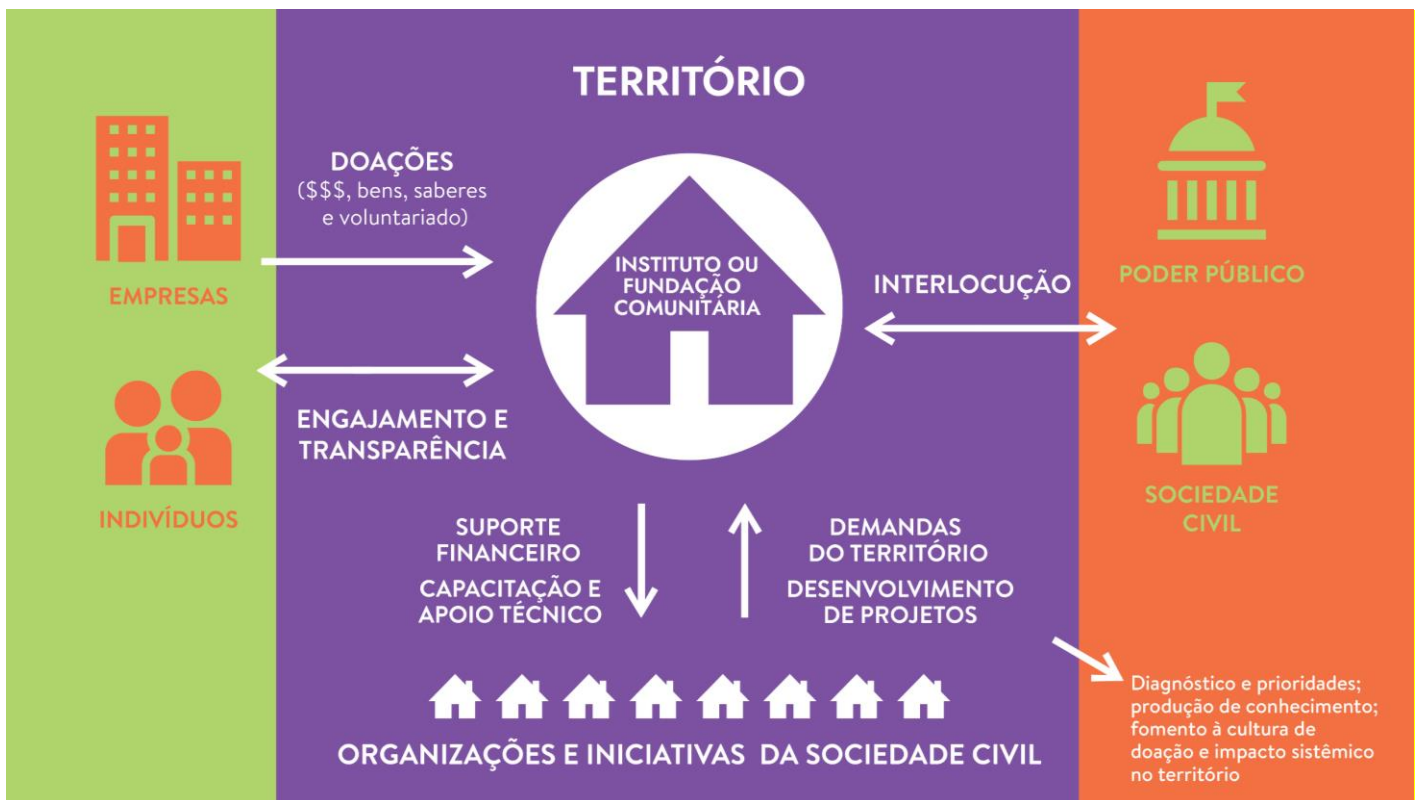 TERRITÓRIO
DOAÇÕES
($$$, bens, saberes
e voluntariado)
EMPRESAS
INSTITUTO OU
FUNDAÇÃO
COMUNITÁRIA
INTERLOCUÇÃO
PODER PÚBLICO
ENGAJAMENTO E
TRANSPARÊNCIA
INDIVÍDUOS
SOCIEDADE
CIVIL
SUPORTE
FINANCEIRO
CAPACITAÇÃO E
APOIO TÉCNICO
DEMANDAS
DO TERRITÓRIO
DESENVOLVIMENTO
DE PROJETOS
Diagnóstico e prioridades;
produção de conhecimento;
fomento à cultura de
doação e impacto sistêmico
no território
ORGANIZAÇÕES E INICIATIVAS DA SOCIEDADE CIVIL